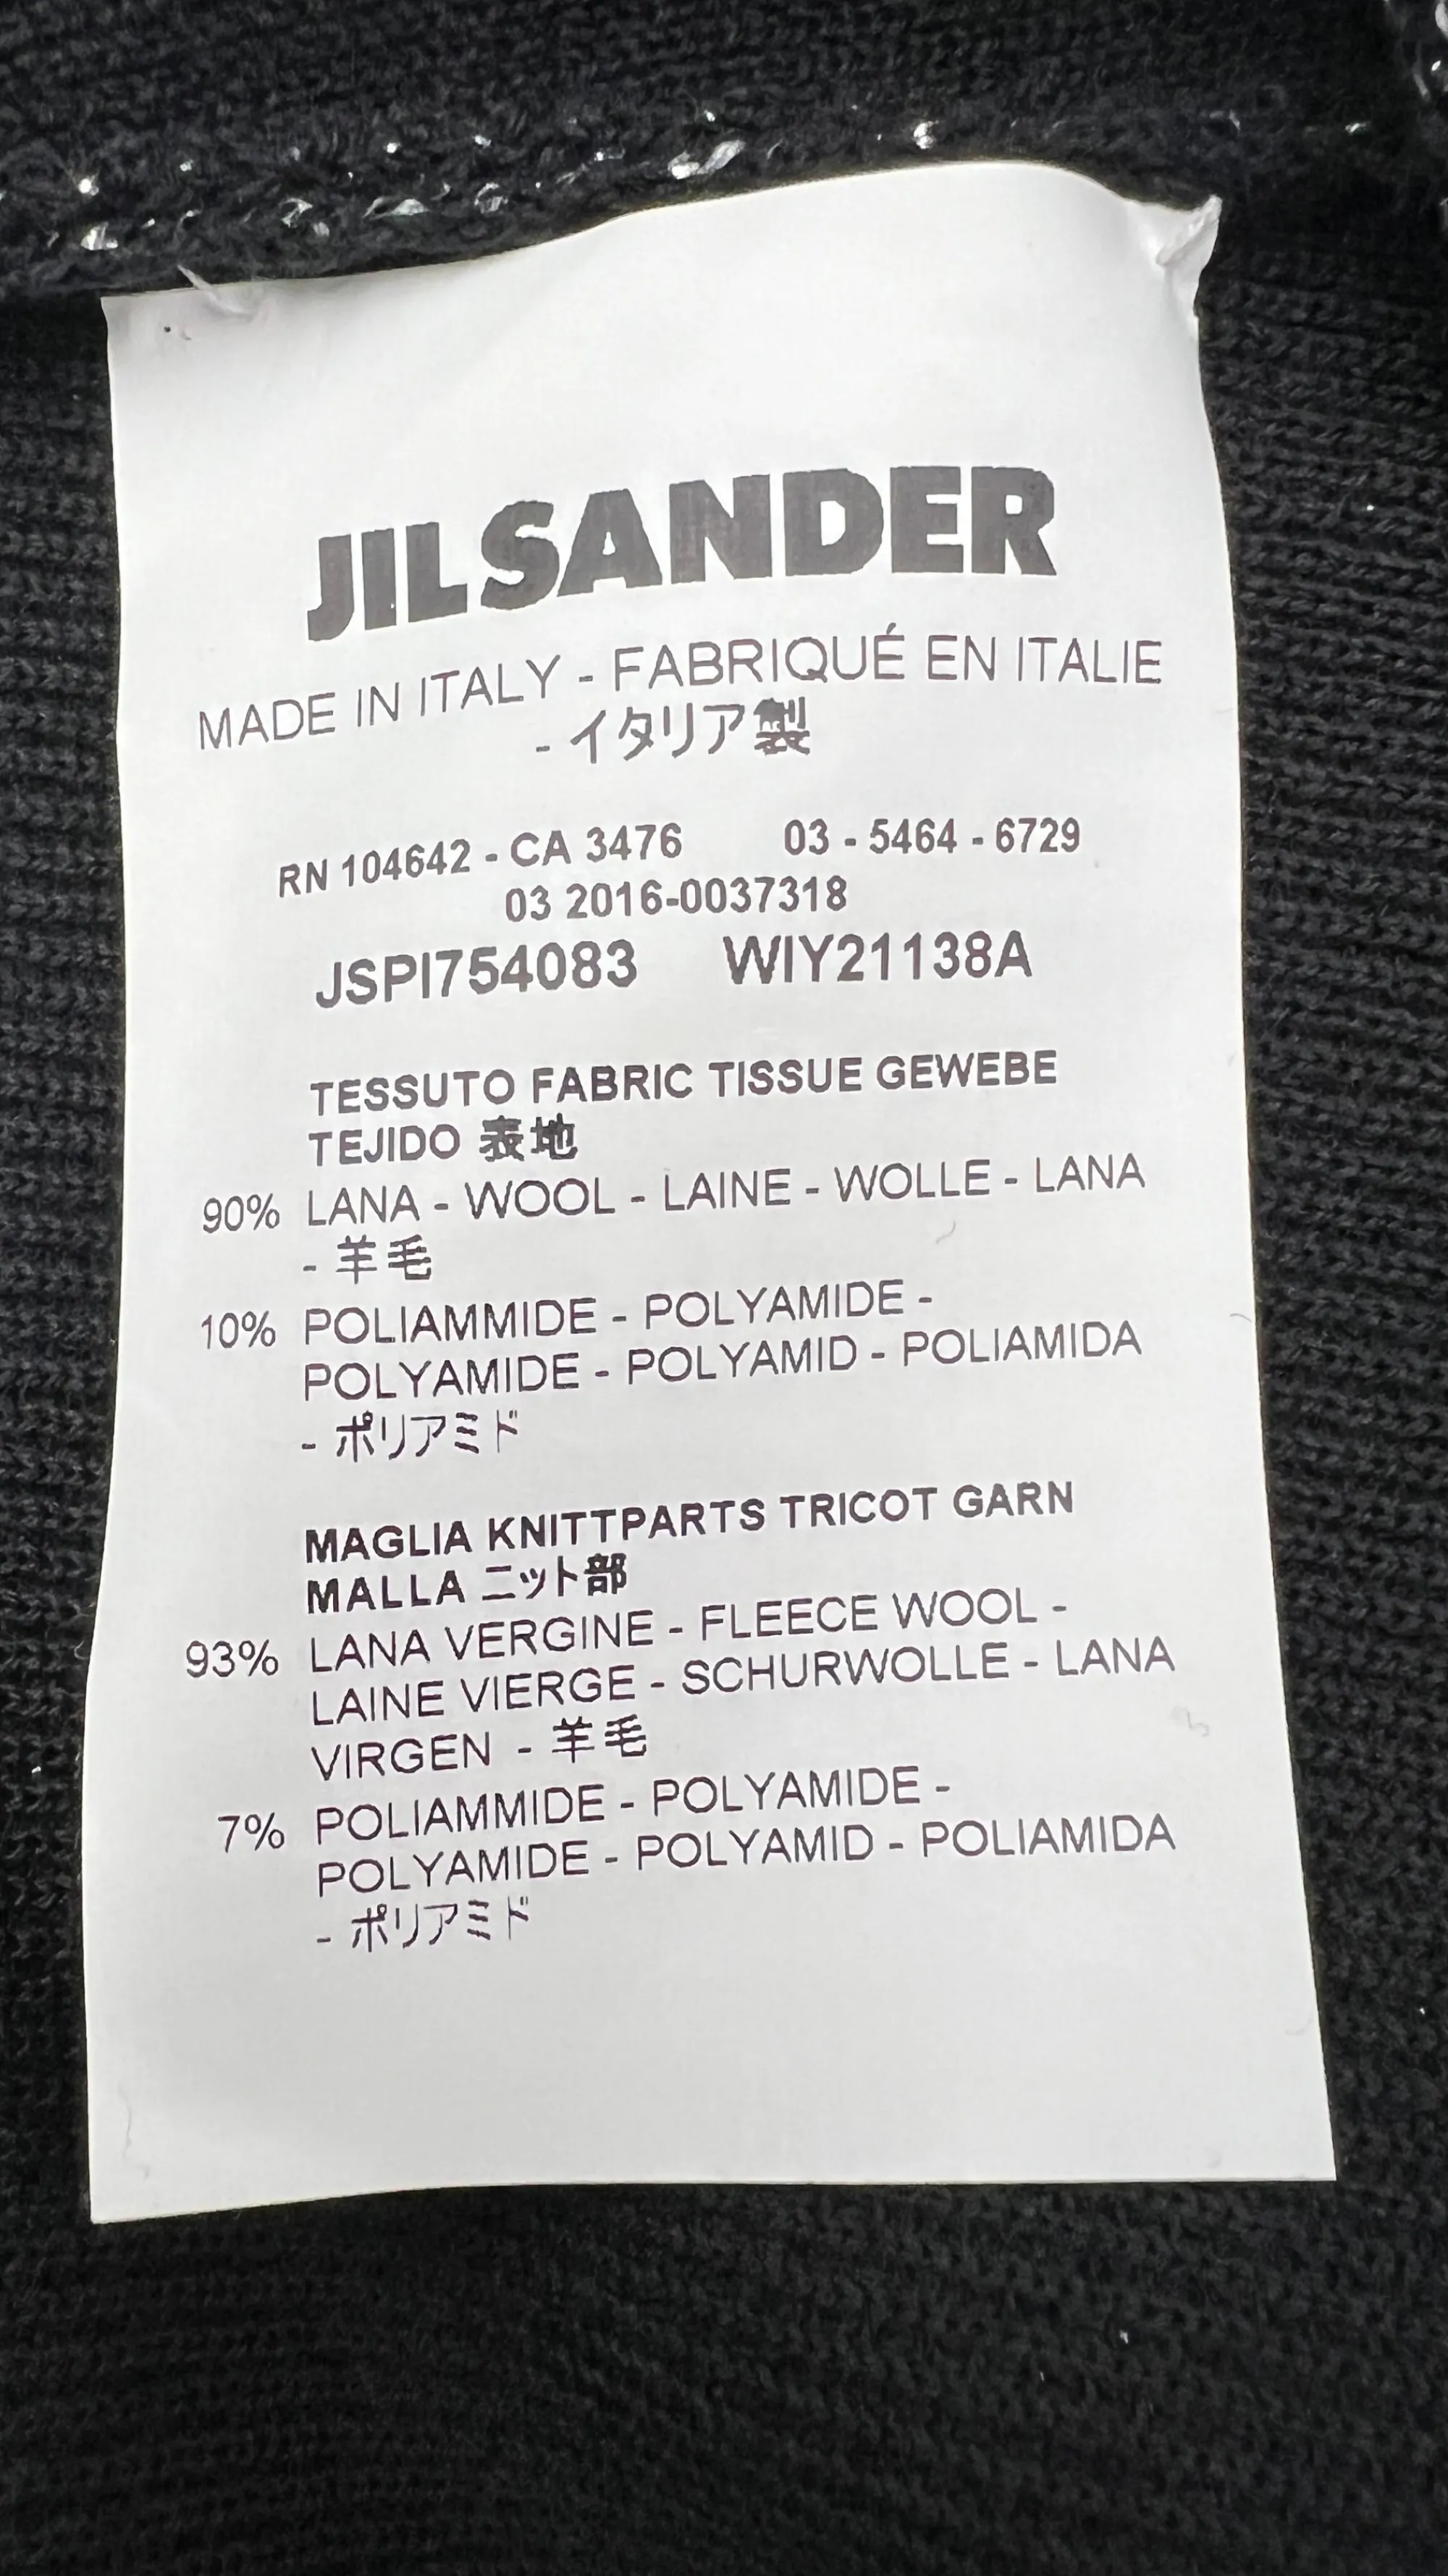 JIL SANDER
MADE IN ITALY - FABRIQUÉ EN ITALIE
- イタリア製
RN 104642 - CA 3476 03 - 5464 - 6729
03 2016-0037318
JSPI754083 WIY21138A
TESSUTO FABRIC TISSUE GEWEBE
TEJIDO 表地
90% LANA - WOOL - LAINE - WOLLE - LANA
- 羊毛
10% POLIAMMIDE - POLYAMIDE -
POLYAMIDE - POLYAMID - POLIAMIDA
- ポリアミド
MAGLIA KNITTPARTS TRICOT GARN
MALLA ニット部
93% LANA VERGINE - FLEECE WOOL -
LAINE VIERGE - SCHURWOLLE - LANA
VIRGEN - 羊毛
7% POLIAMMIDE - POLYAMIDE -
POLYAMIDE - POLYAMID - POLIAMIDA
- ポリアミド